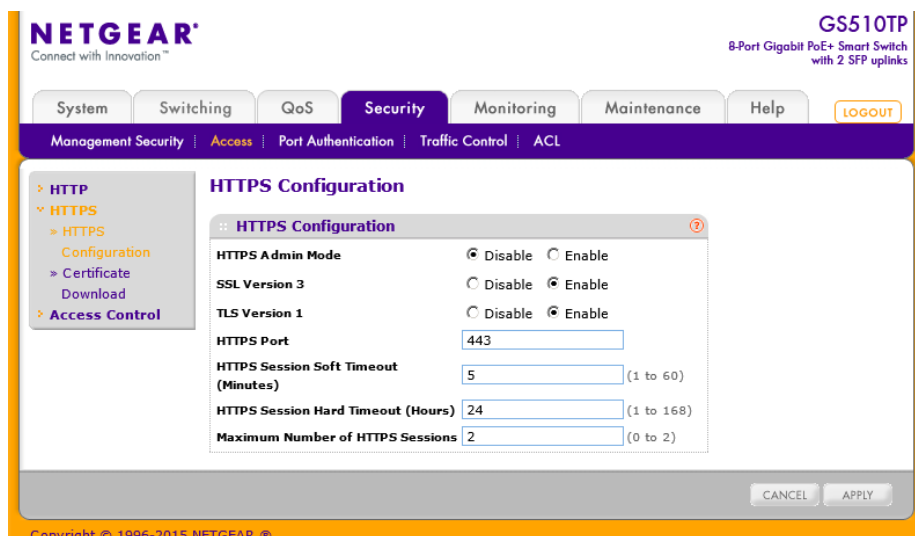 NETGEAR®
Connect with Innovation™
GS510TP
8-Port Gigabit PoE+ Smart Switch
with 2 SFP uplinks
System Switching QoS Security Monitoring Maintenance Help LOGOUT
Management Security Access Port Authentication Traffic Control ACL
HTTP
HTTPS
» HTTPS
Configuration
» Certificate
Download
Access Control
HTTPS Configuration
HTTPS Configuration ?
HTTPS Admin Mode Disable Enable
SSL Version 3 Disable Enable
TLS Version 1 Disable Enable
HTTPS Port 443
HTTPS Session Soft Timeout
(Minutes) 5 (1 to 60)
HTTPS Session Hard Timeout (Hours) 24 (1 to 168)
Maximum Number of HTTPS Sessions 2 (0 to 2)
CANCEL APPLY
Copyright © 1996-2015 NETGEAR ®